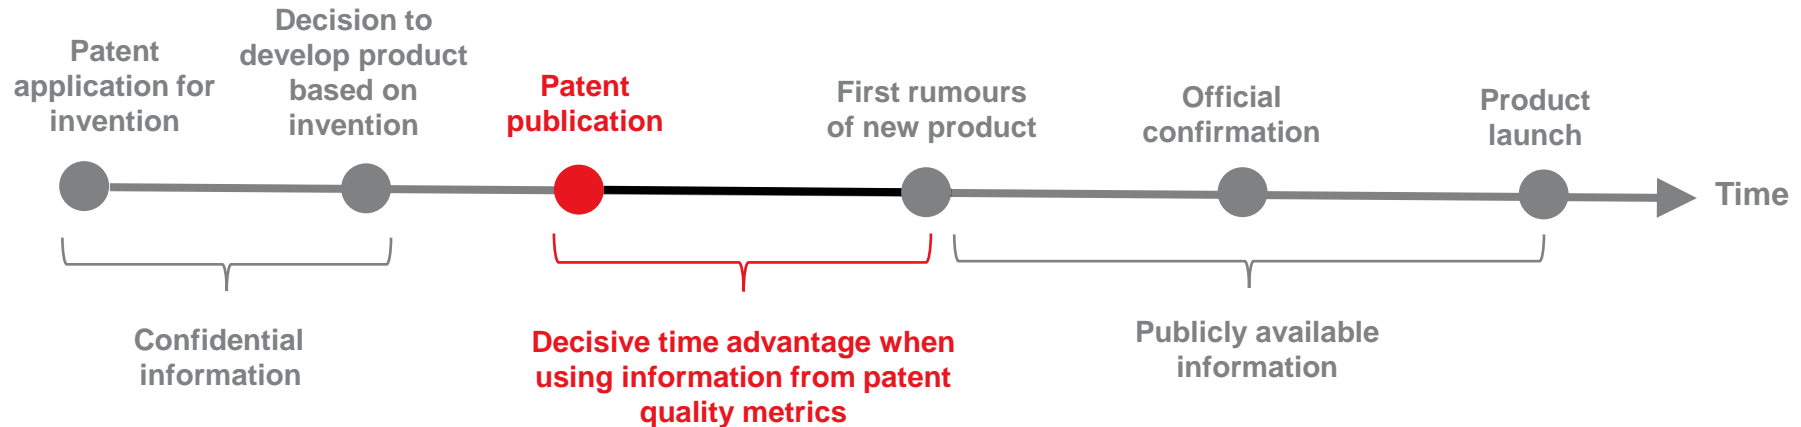 Patent
application for
invention
Decision to
develop product
based on
invention
Patent
publication
First rumours
of new product
Official
confirmation
Product
launch
Time
Confidential
information
Decisive time advantage when
using information from patent
quality metrics
Publicly available
information